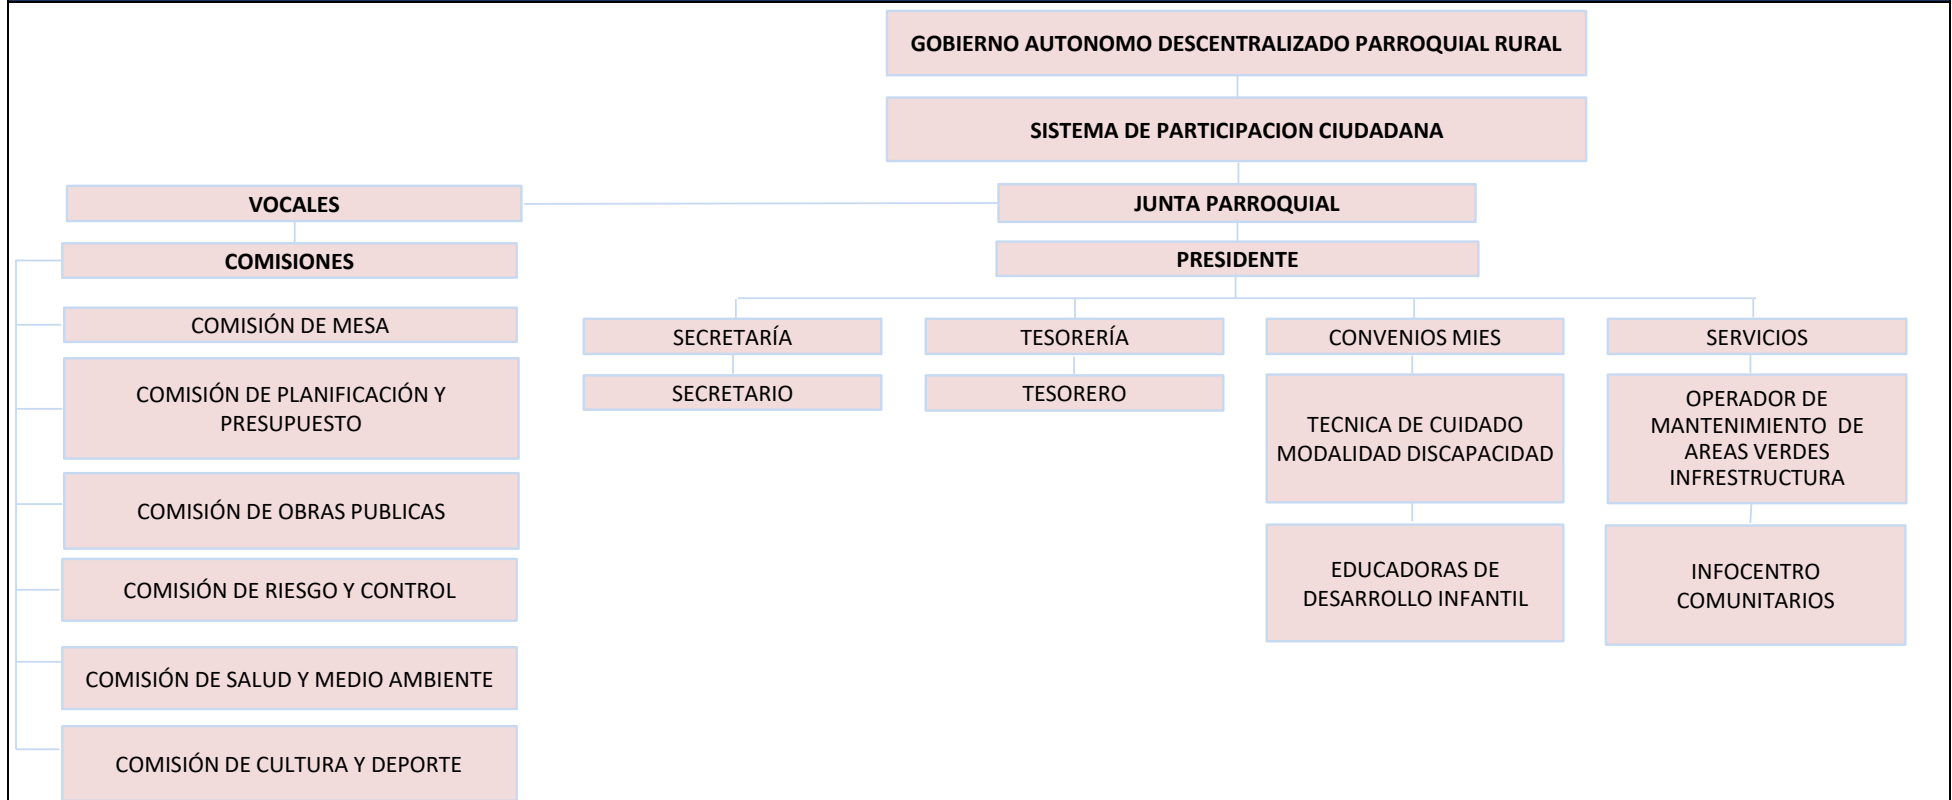 GOBIERNO AUTONOMO DESCENTRALIZADO PARROQUIAL RURAL
SISTEMA DE PARTICIPACION CIUDADANA
VOCALES
JUNTA PARROQUIAL
COMISIONES
PRESIDENTE
COMISIÓN DE MESA
COMISIÓN DE PLANIFICACIÓN Y
PRESUPUESTO
COMISIÓN DE OBRAS PUBLICAS
COMISIÓN DE RIESGO Y CONTROL
COMISIÓN DE SALUD Y MEDIO AMBIENTE
COMISIÓN DE CULTURA Y DEPORTE
SECRETARÍA
SECRETARIO
TESORERÍA
TESORERO
CONVENIOS MIES
TECNICA DE CUIDADO
MODALIDAD DISCAPACIDAD
EDUCADORAS DE
DESARROLLO INFANTIL
SERVICIOS
OPERADOR DE
MANTENIMIENTO DE
AREAS VERDES
INFRESTRUCTURA
INFOCENTRO
COMUNITARIOS